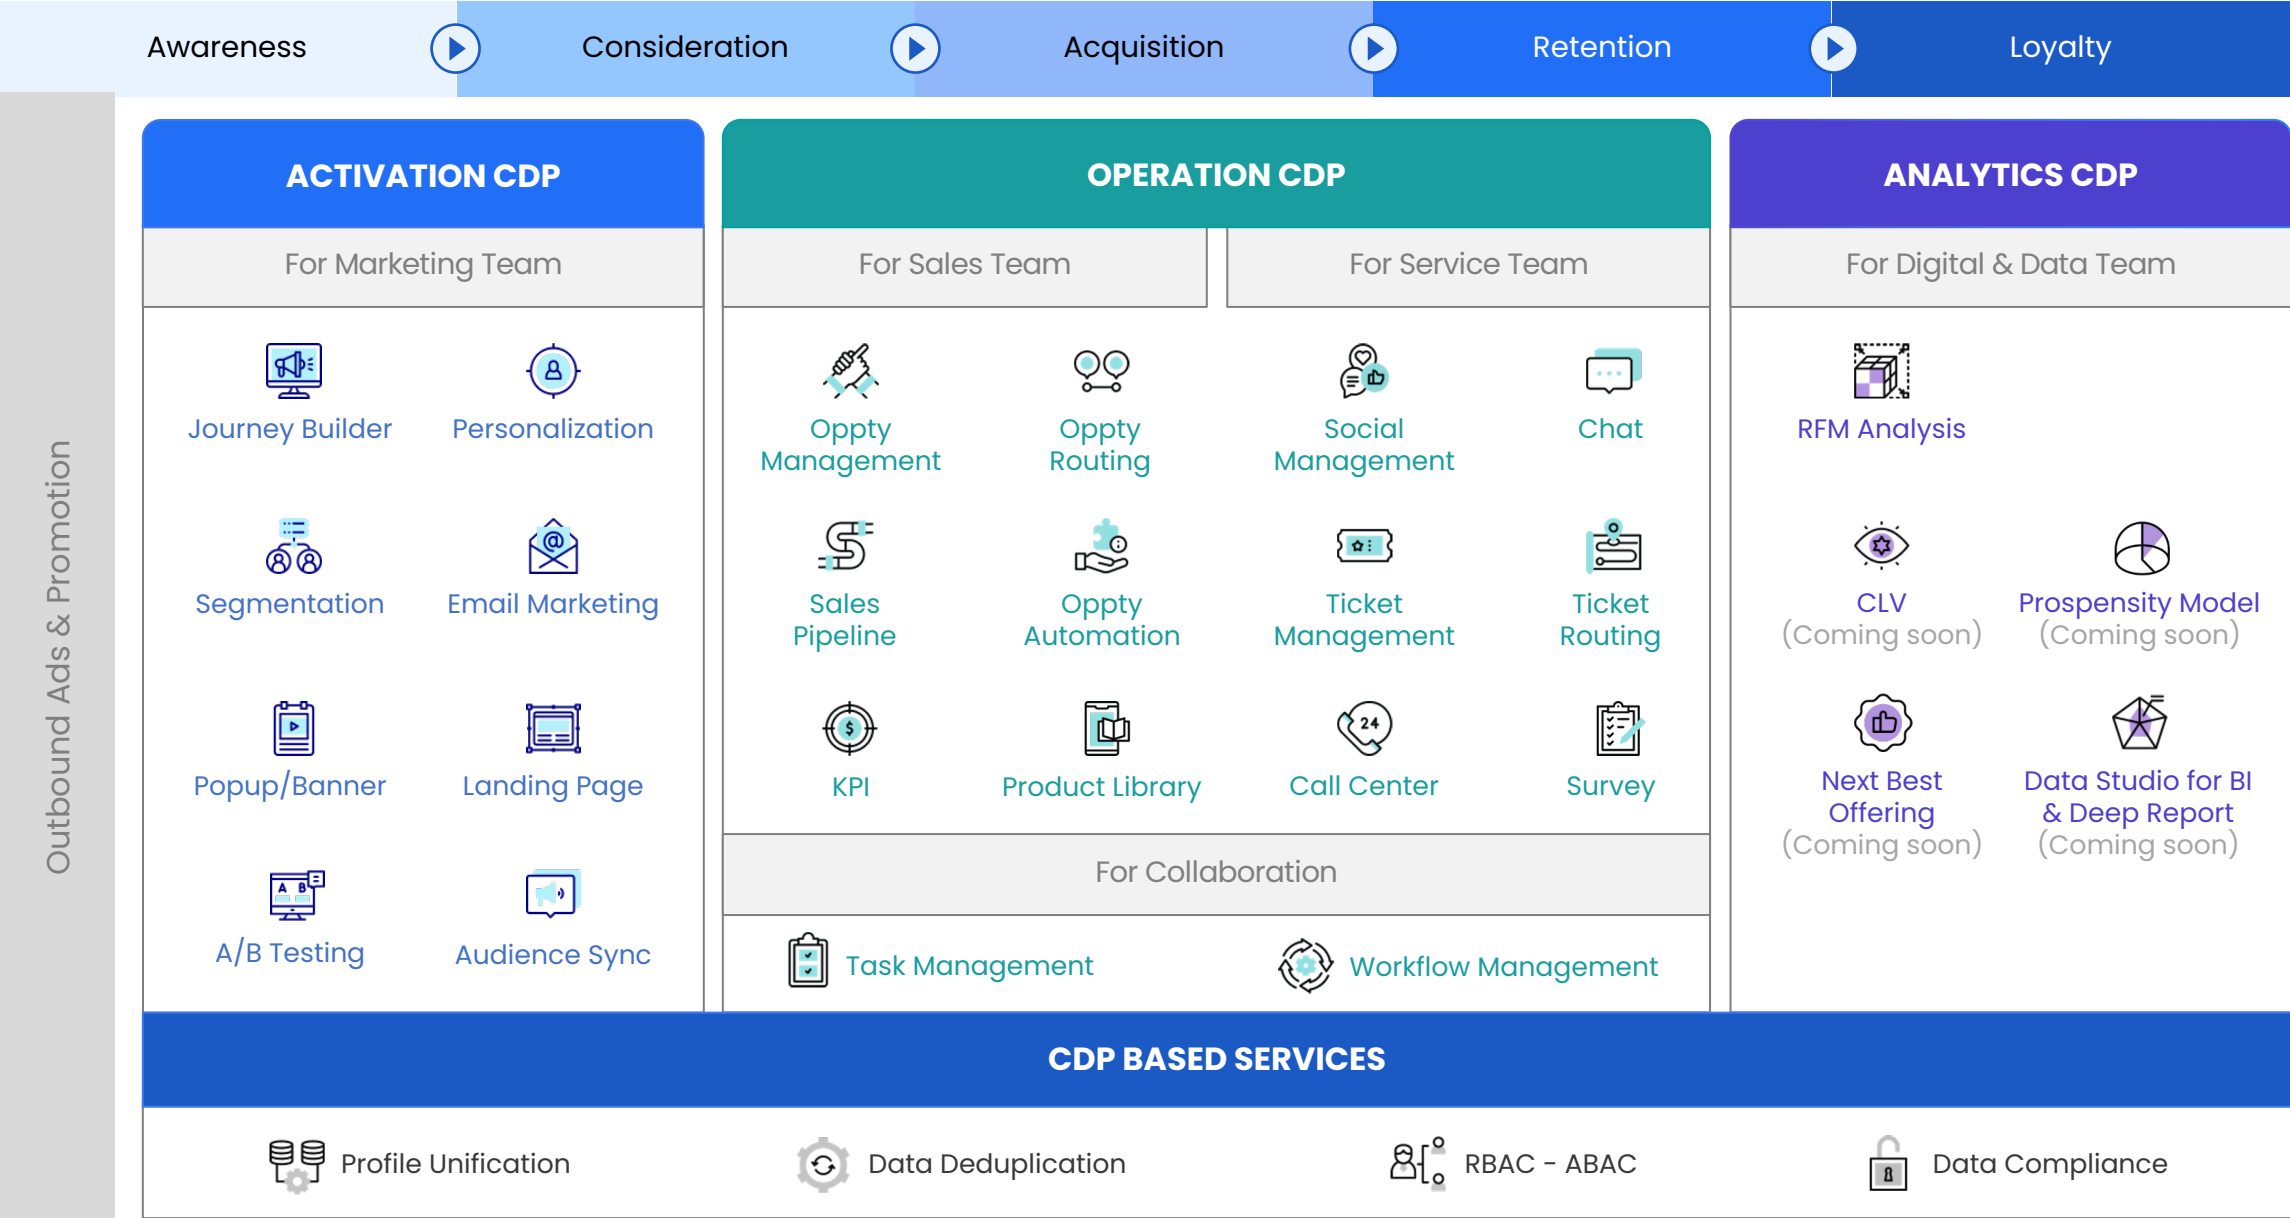 Awareness
Consideration
Acquisition
Retention
Loyalty
Outbound Ads & Promotion
ACTIVATION CDP
For Marketing Team
Journey Builder
Personalization
Segmentation
Email Marketing
Popup/Banner
Landing Page
A B
A/B Testing
Audience Sync
OPERATION CDP
For Sales Team
Oppty
Management
Oppty
Routing
Sales
Pipeline
Oppty
Automation
$
KPI
Product Library
For Service Team
Social
Management
Chat
Ticket
Management
Ticket
Routing
24
Call Center
Survey
For Collaboration
Task Management
Workflow Management
ANALYTICS CDP
For Digital & Data Team
RFM Analysis
CLV
(Coming soon)
Prospensity Model
(Coming soon)
Next Best
Offering
(Coming soon)
Data Studio for BI
& Deep Report
(Coming soon)
CDP BASED SERVICES
Profile Unification
Data Deduplication
RBAC - ABAC
Data Compliance